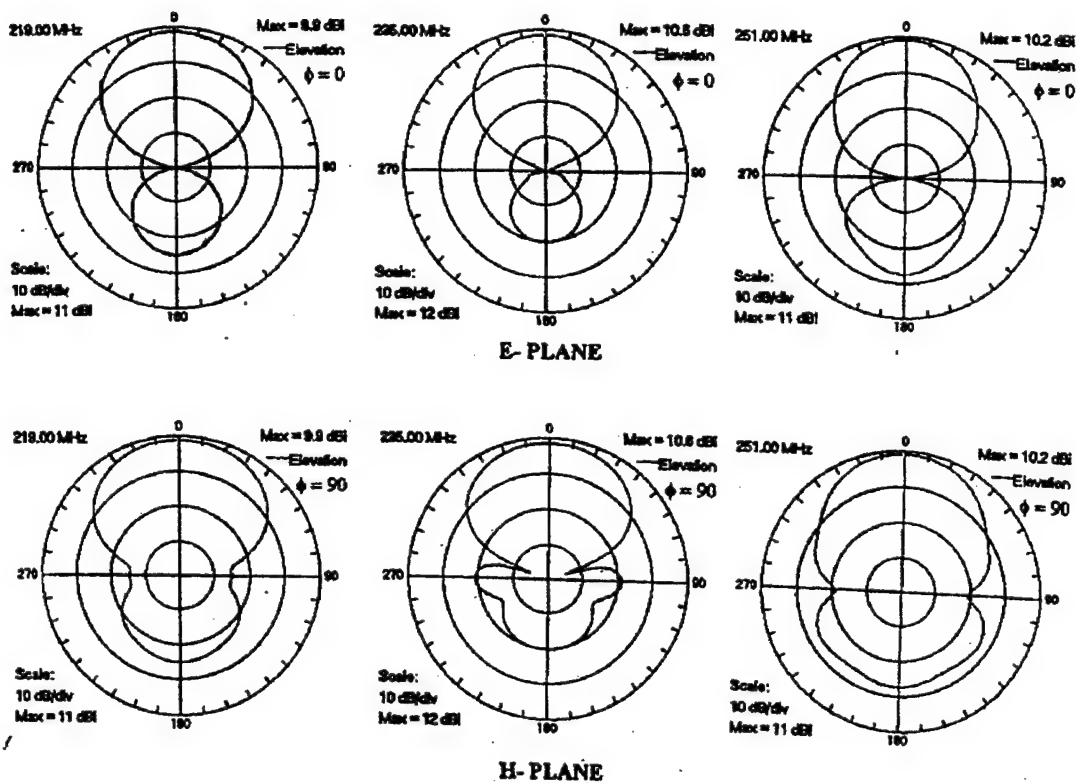 219.00 MHz
0
Max = 9.9 dBi
Elevation
ϕ = 0
270
90
Scale:
10 dB/div
Max = 11 dBi
180
235.00 MHz
0
Max = 10.6 dBi
Elevation
ϕ = 0
270
90
Scale:
10 dB/div
Max = 12 dBi
180
251.00 MHz
0
Max = 10.2 dBi
Elevation
ϕ = 0
270
90
Scale:
10 dB/div
Max = 11 dBi
180
E- PLANE
219.00 MHz
0
Max = 9.9 dBi
Elevation
ϕ = 90
270
90
Scale:
10 dB/div
Max = 11 dBi
180
235.00 MHz
0
Max = 10.6 dBi
Elevation
ϕ = 90
270
90
Scale:
10 dB/div
Max = 12 dBi
180
251.00 MHz
0
Max = 10.2 dBi
Elevation
ϕ = 90
270
90
Scale:
10 dB/div
Max = 11 dBi
180
H- PLANE